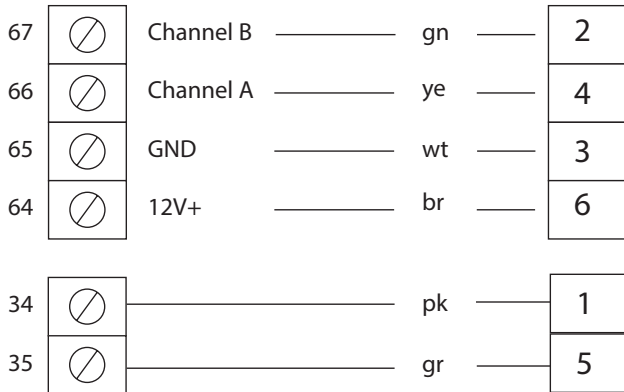 67 Channel B gn 2
66 Channel A ye 4
65 GND wt 3
64 12V+ br 6
34 pk 1
35 gr 5